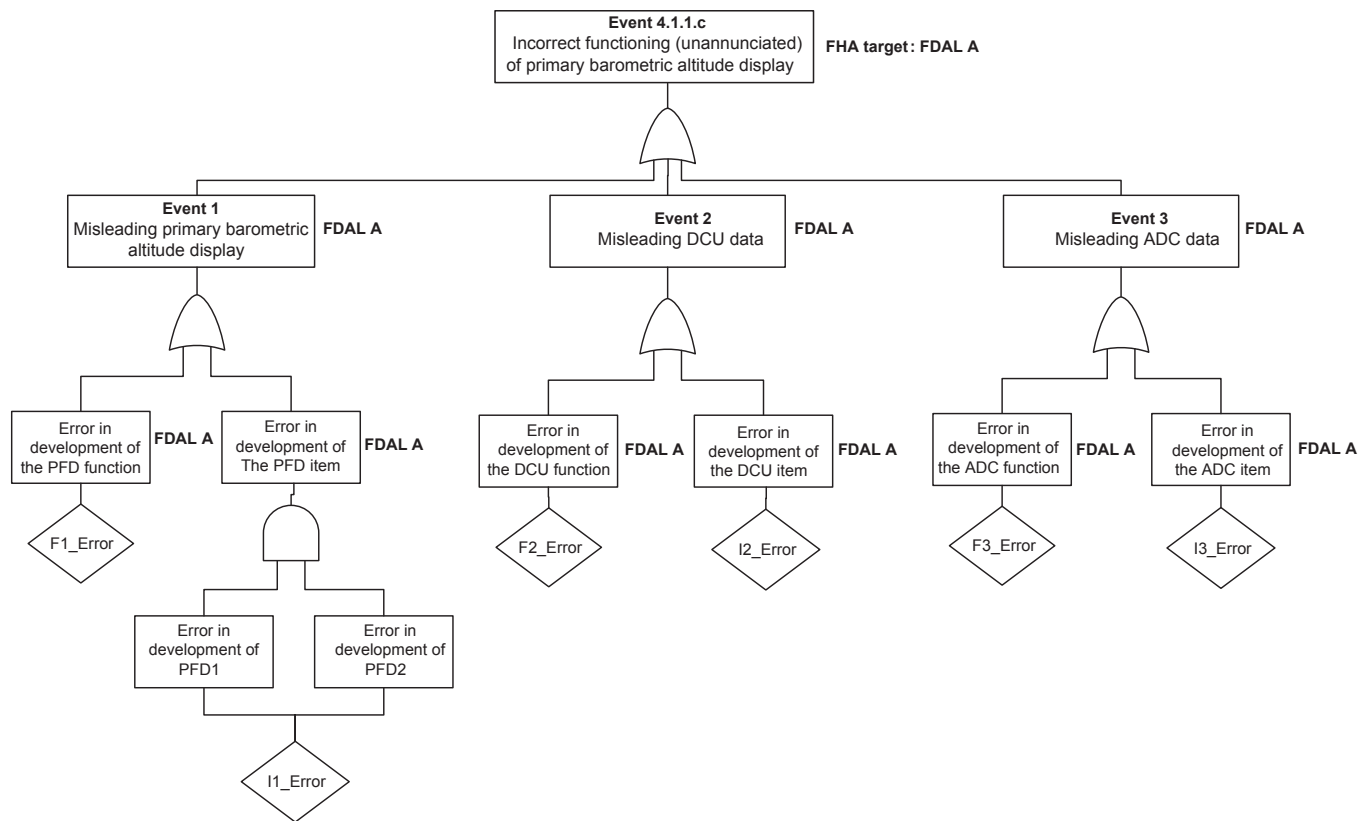 Event 4.1.1.c
Incorrect functioning (unannunciated)
of primary barometric altitude display
FHA target: FDAL A
Event 1
Misleading primary barometric
altitude display
FDAL A
Event 2
Misleading DCU data
FDAL A
Event 3
Misleading ADC data
FDAL A
Error in
development of
the PFD function
FDAL A
Error in
development of
The PFD item
FDAL A
Error in
development of
the DCU function
FDAL A
Error in
development of
the DCU item
FDAL A
Error in
development of
the ADC function
FDAL A
Error in
development of
the ADC item
FDAL A
F1_Error
F2_Error
I2_Error
F3_Error
I3_Error
Error in
development of
PFD1
Error in
development of
PFD2
I1_Error